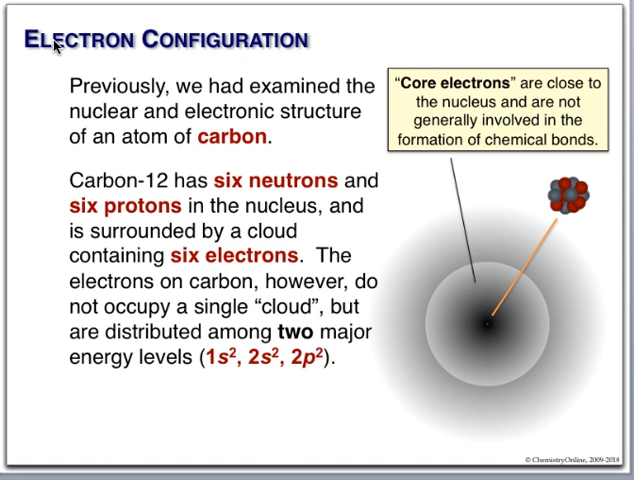 ELECTRON CONFIGURATION
Previously, we had examined the
nuclear and electronic structure
of an atom of carbon.
Carbon-12 has six neutrons and
six protons in the nucleus, and
is surrounded by a cloud
containing six electrons.  The
electrons on carbon, however, do
not occupy a single “cloud”, but
are distributed among two major
energy levels (1s², 2s², 2p²).
“Core electrons” are close to
the nucleus and are not
generally involved in the
formation of chemical bonds.
© ChemistryOnline, 2009-2018